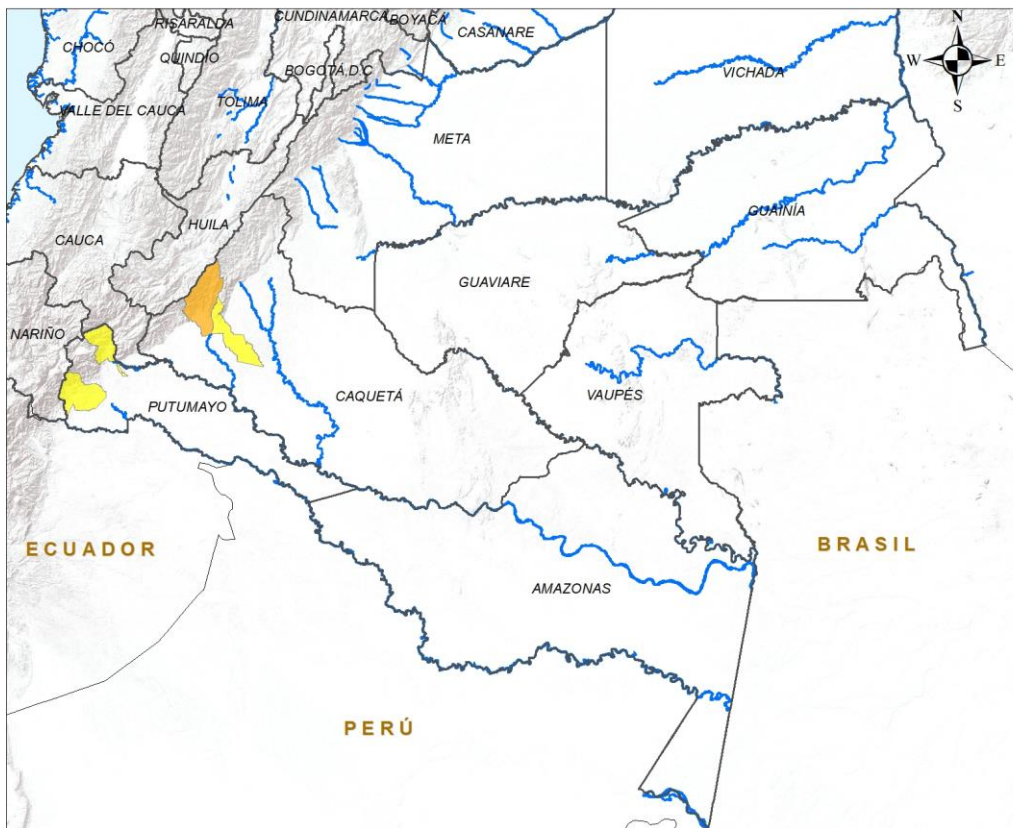 N
W
E
S
CUNDINAMARCA
BOYACÁ
RISARALDA
CASANARE
CHOCÓ
QUINDÍO
BOGOTÁ, D.C
VICHADA
TOLIMA
VALLE DEL CAUCA
META
GUAINÍA
HUILA
CAUCA
GUAVIARE
NARIÑO
CAQUETÁ
VAUPÉS
PUTUMAYO
ECUADOR
BRASIL
AMAZONAS
PERÚ